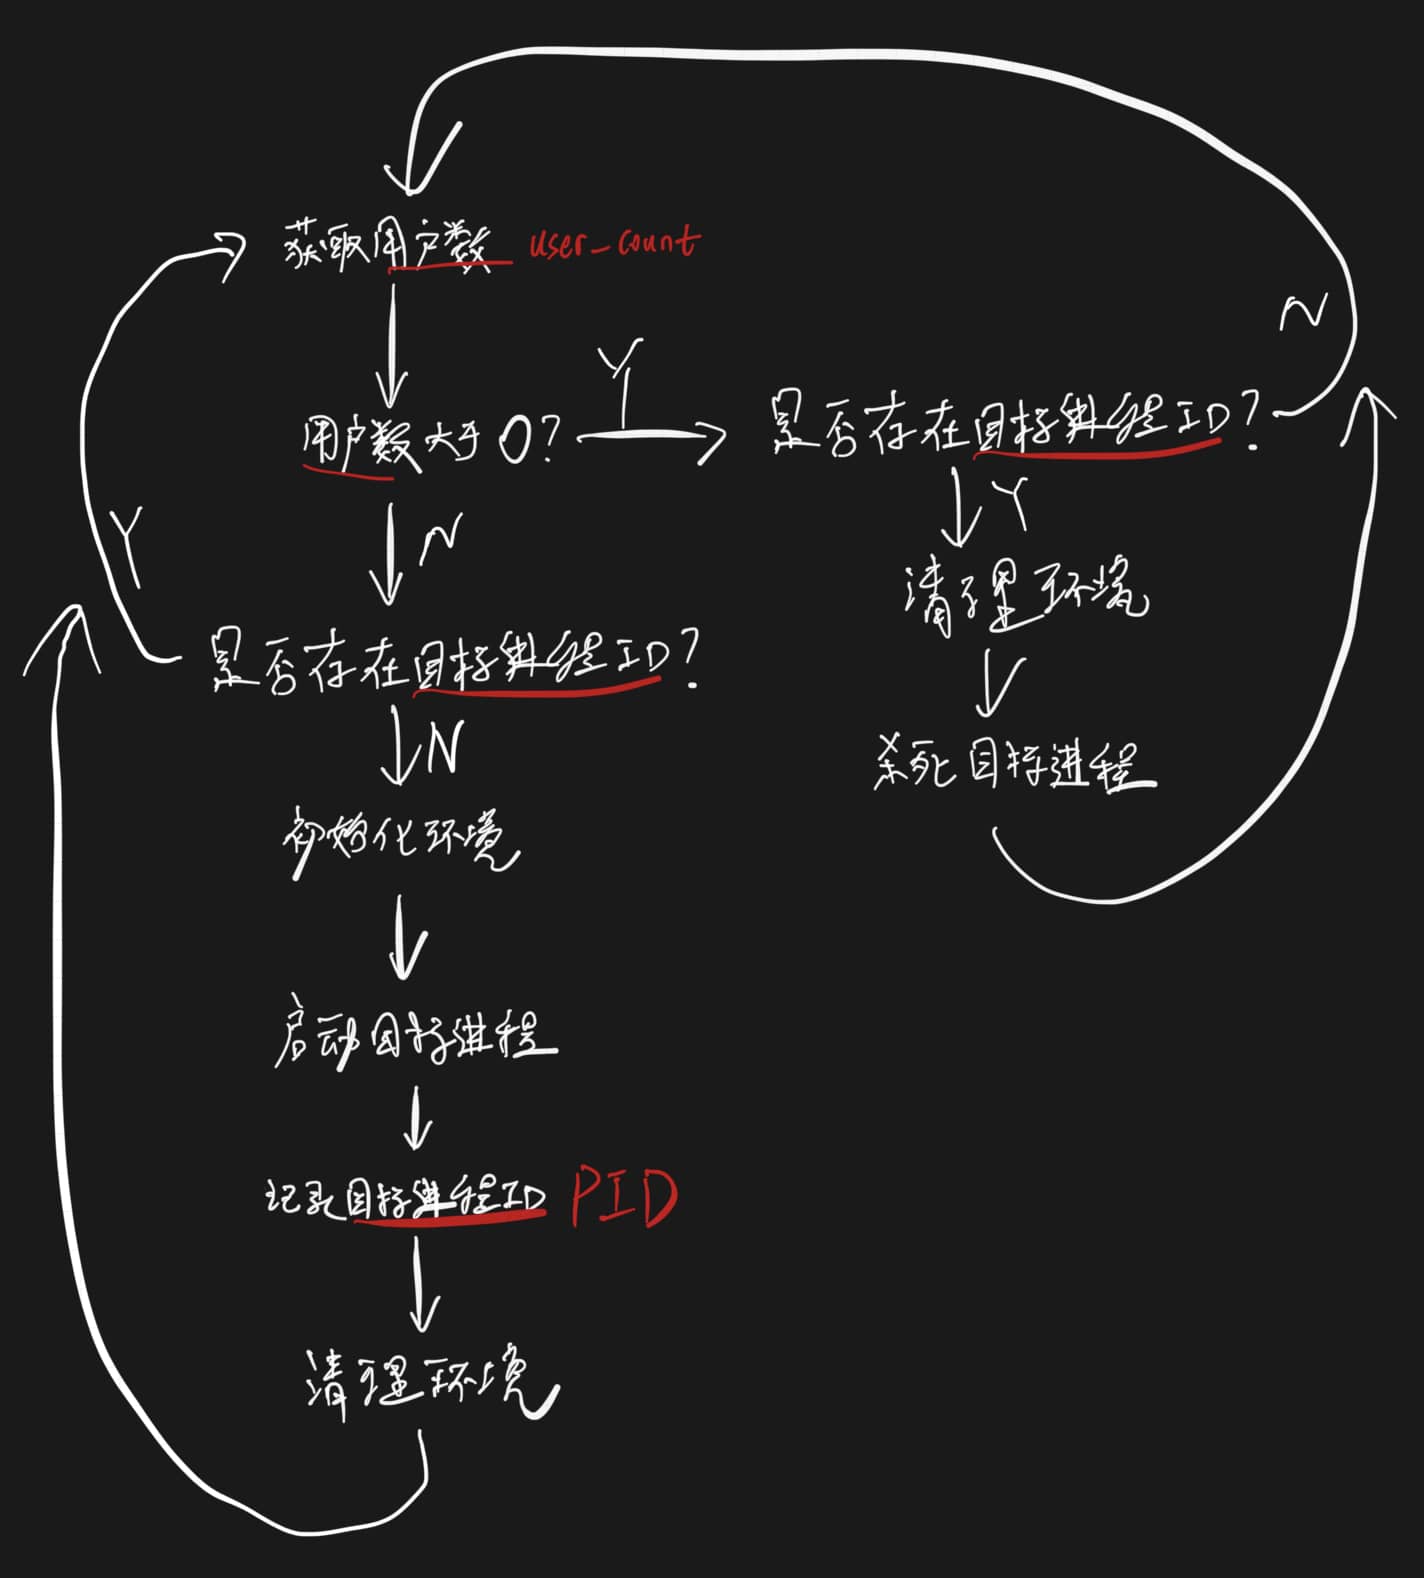 获取用户数 user_count
用户数大于0?
Y
是否存在目标进程ID?
N
Y
清理环境
杀死目标进程
N
Y
是否存在目标进程ID?
N
初始化环境
启动目标进程
记录目标进程ID PID
清理环境